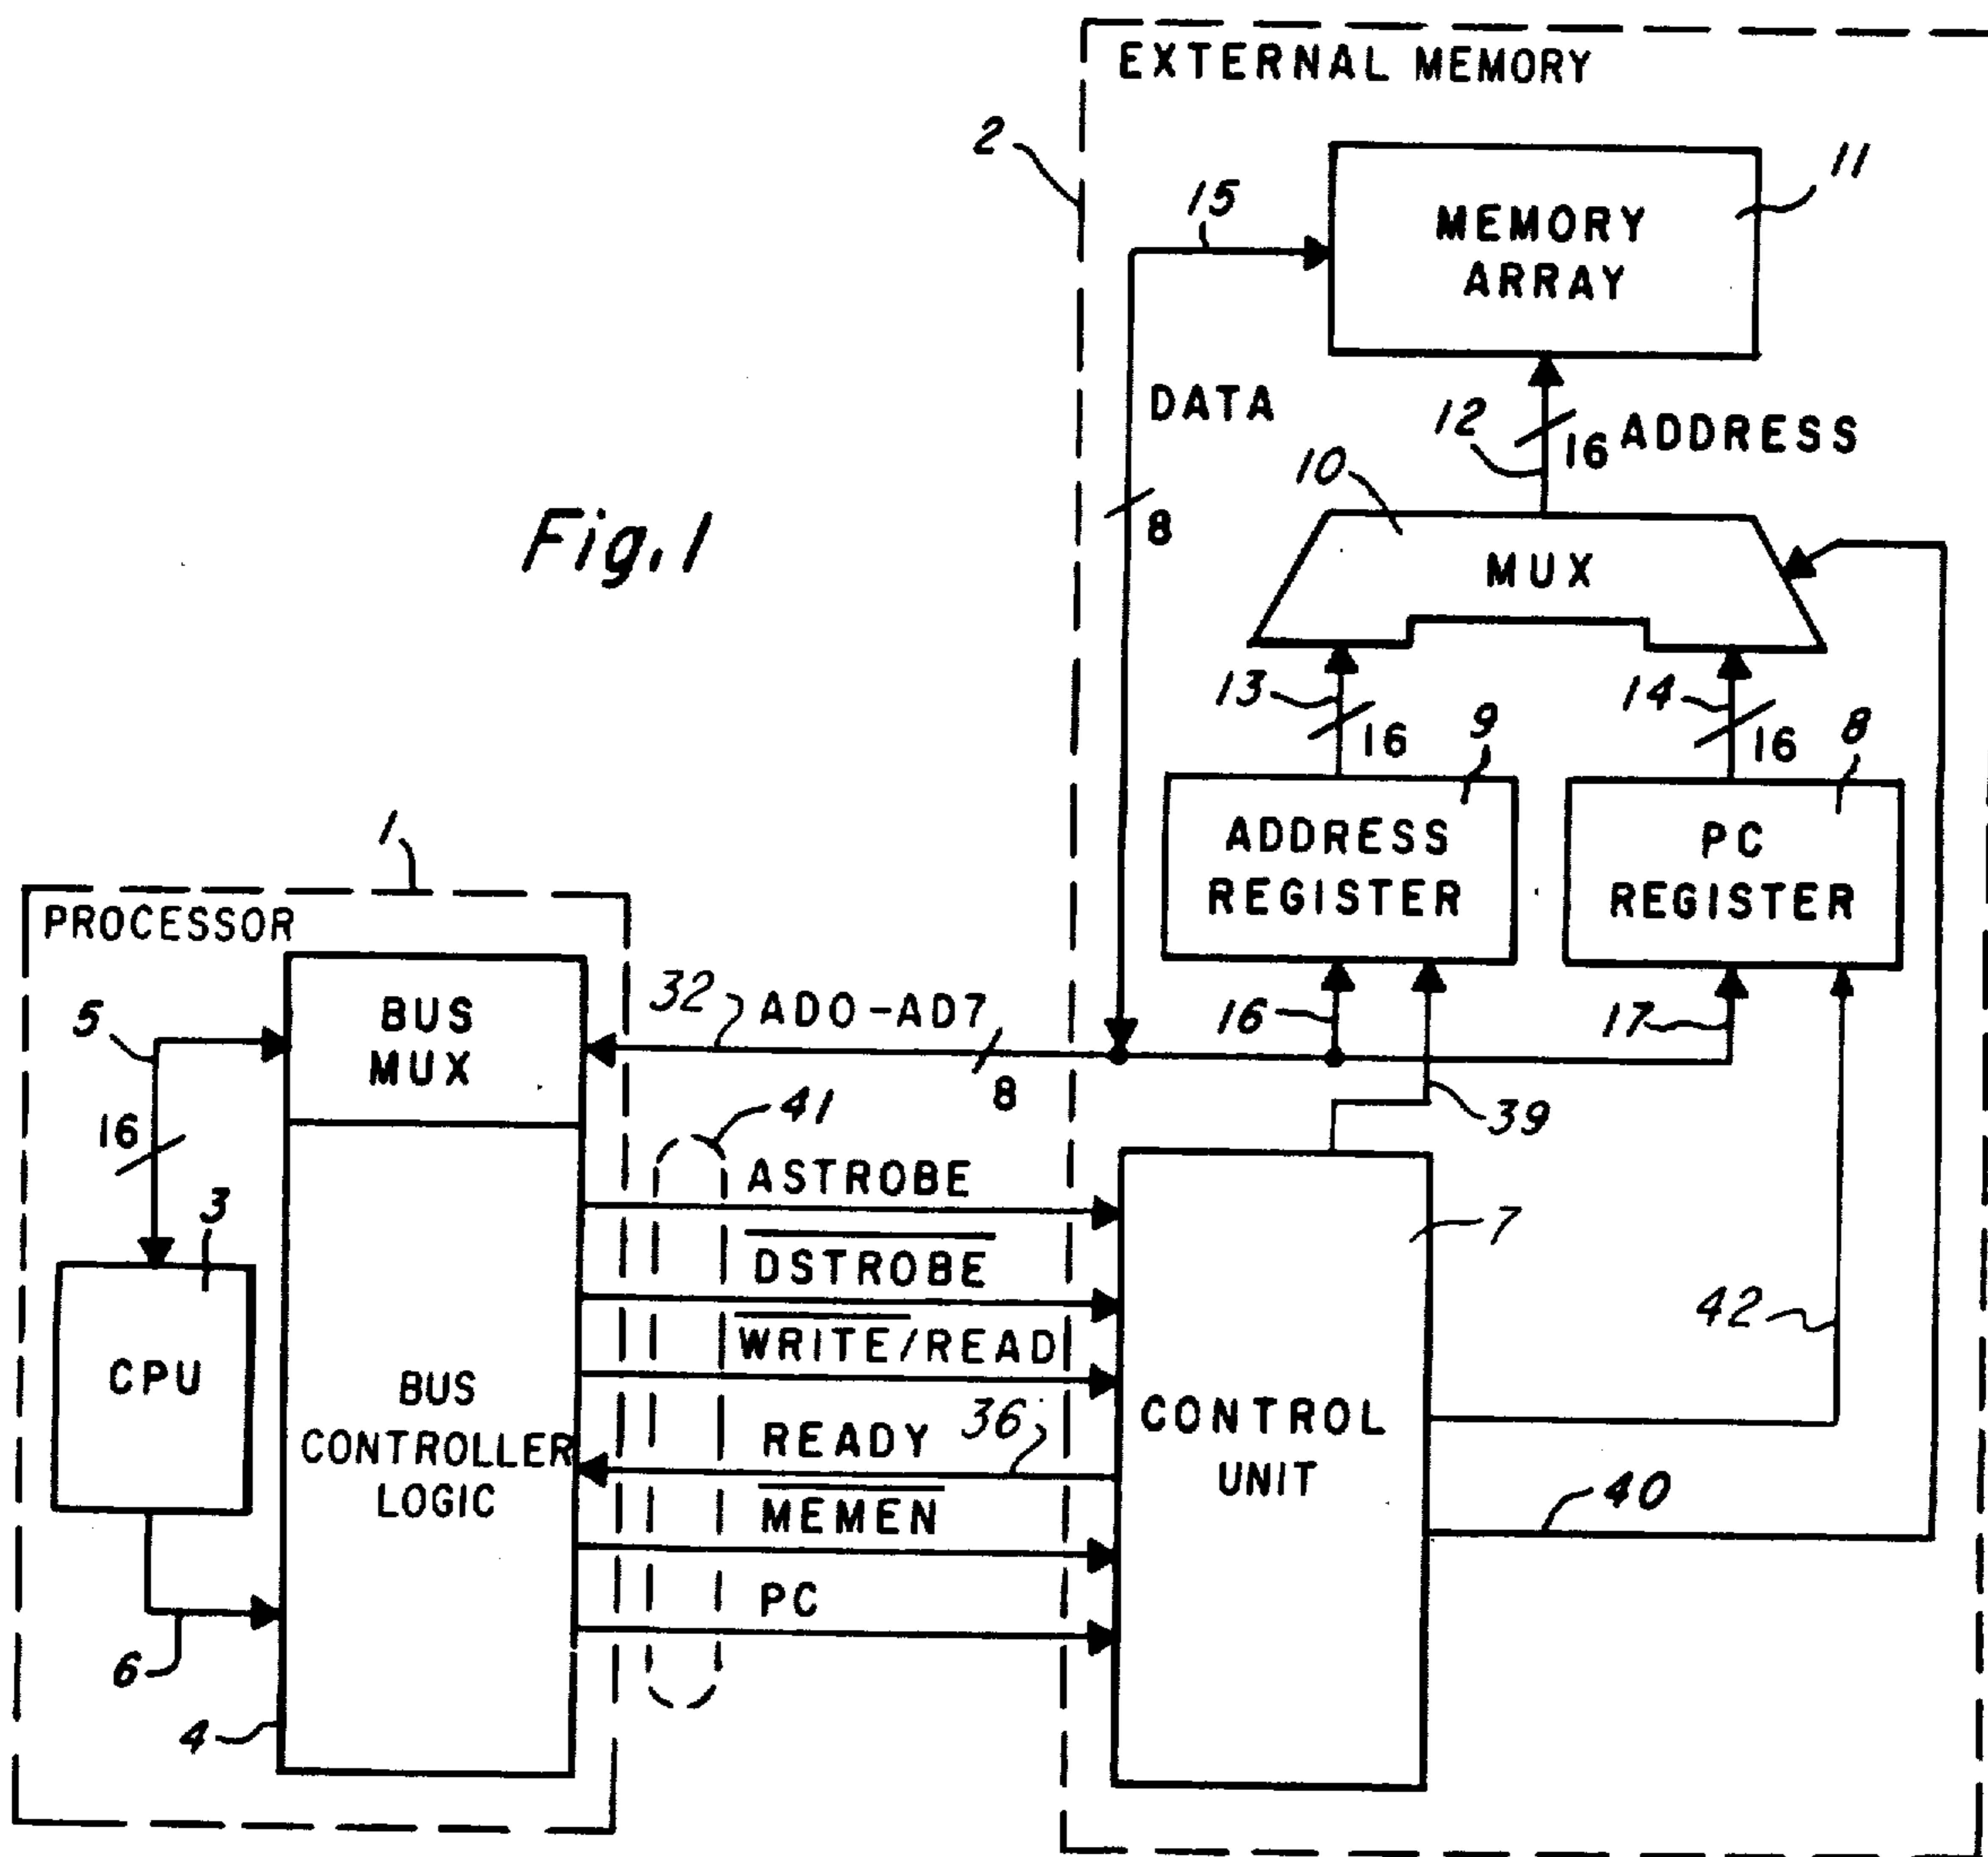 EXTERNAL MEMORY
2
15
11
MEMORY
ARRAY
DATA
12
16 ADDRESS
10
8
Fig.1
MUX
13
16
14
16
9
8
ADDRESS
REGISTER
PC
REGISTER
1
PROCESSOR
5
BUS
MUX
32
AD0-AD7
8
16
17
39
16
41
ASTROBE
3
7
DSTROBE
42
WRITE/READ
CPU
BUS
CONTROLLER
LOGIC
READY
36
CONTROL
UNIT
40
MEMEN
PC
6
4